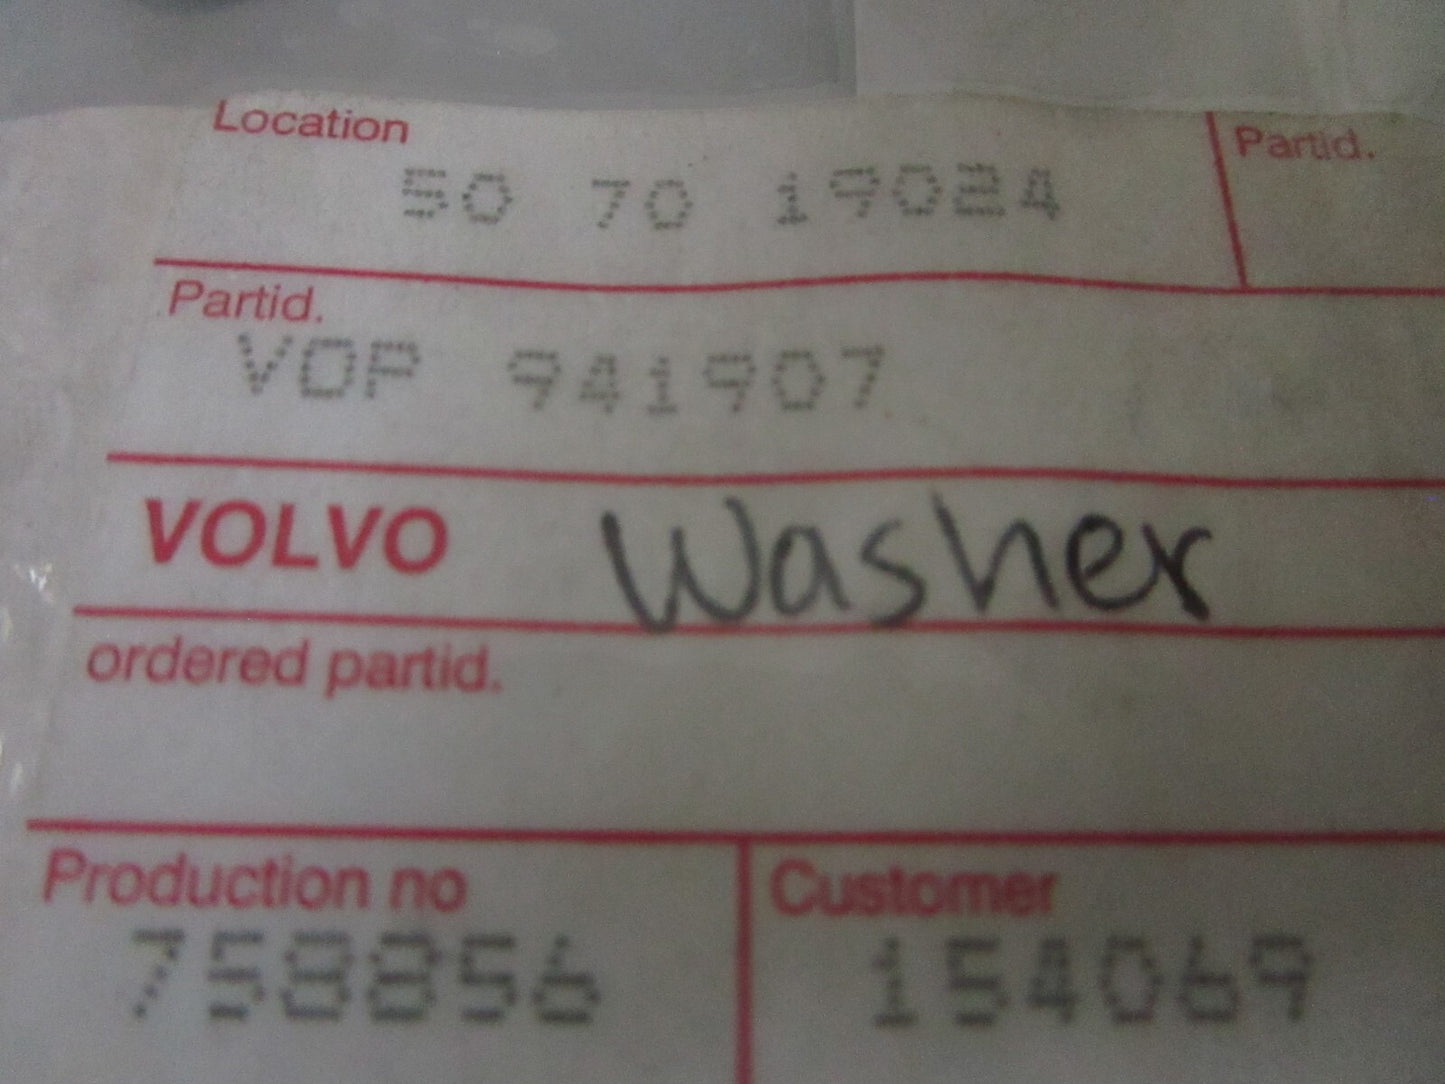 Location
Partid.
50 70 19024
Partid.
VOP 941907
VOLVO Washer
ordered partid.
Production no
Customer
758856
154069